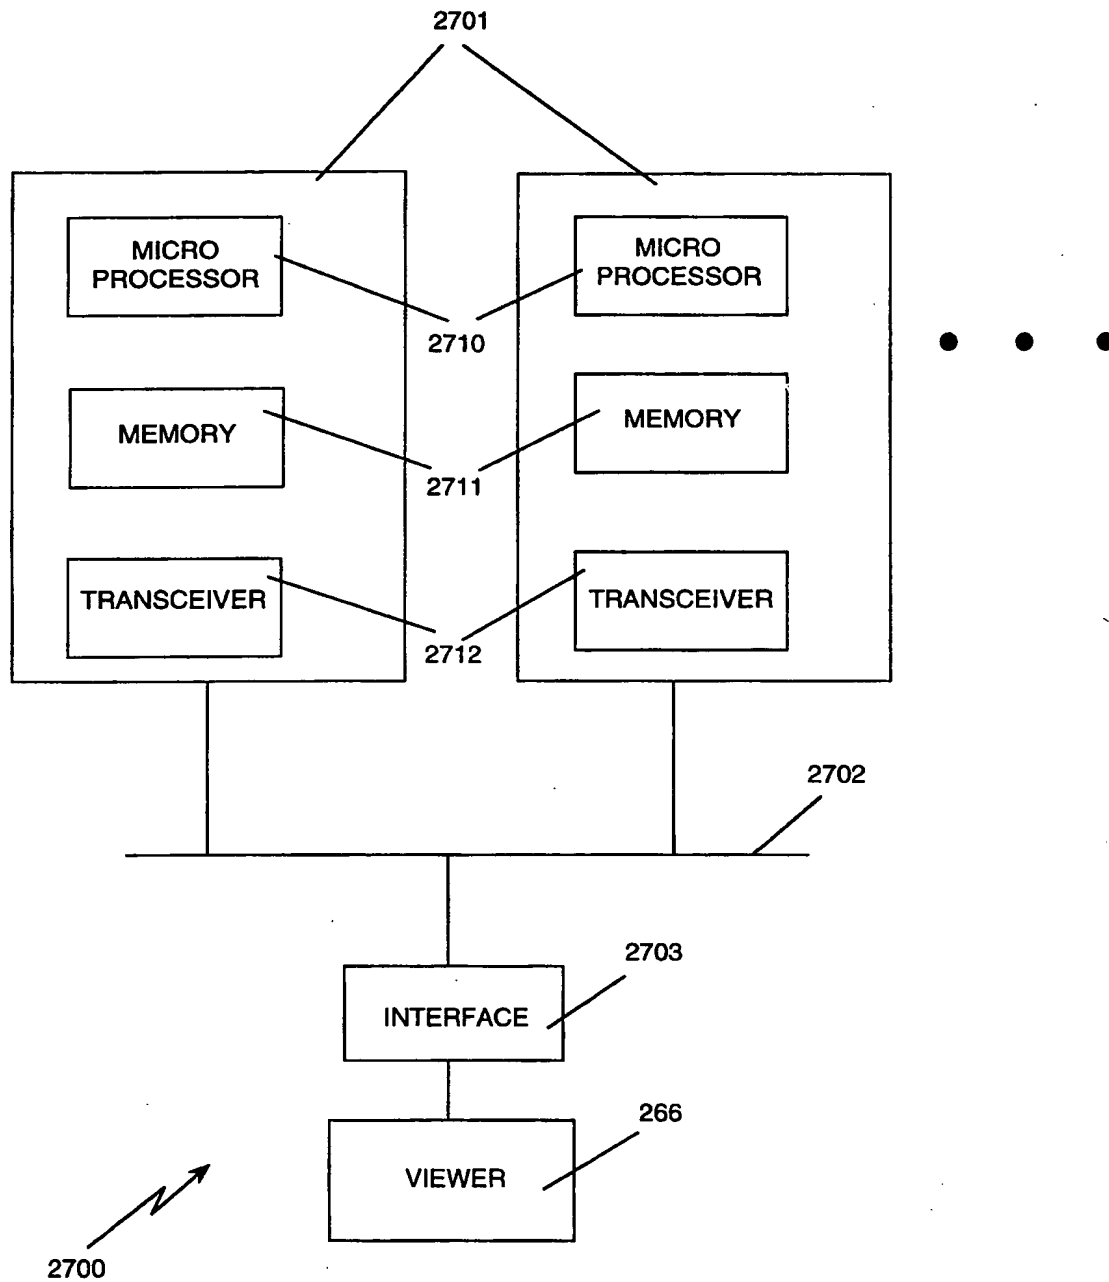 2701
MICRO
PROCESSOR
MICRO
PROCESSOR
2710
MEMORY
MEMORY
2711
TRANSCEIVER
TRANSCEIVER
2712
2702
2703
INTERFACE
266
VIEWER
2700